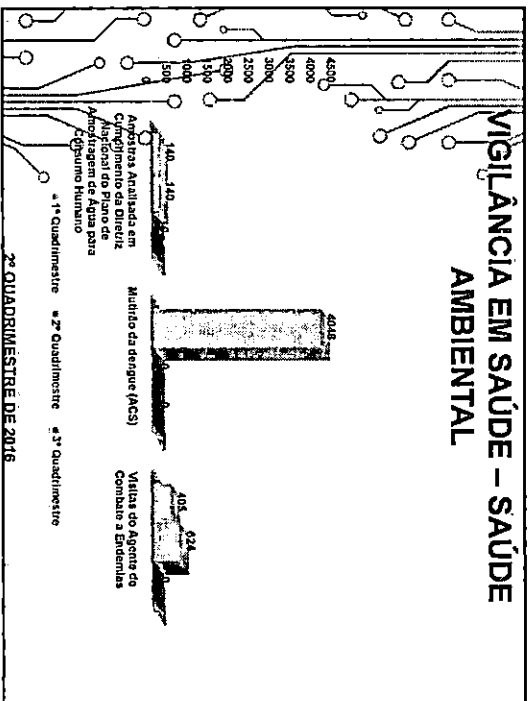 VIGILÂNCIA EM SAÚDE – SAÚDE
AMBIENTAL
4500
4000
3500
3000
2500
2000
1500
1000
500
140
140
4048
0
405
624
0
Amostras Analisada em
Cumprimento da Diretriz
Nacional do Plano de
Amostragem de Água para
Consumo Humano
Mutirão da dengue (ACS)
Visitas do Agente de
Combate a Endemias
1º Quadrimestre 2º Quadrimestre 3º Quadrimestre
2º QUADRIMESTRE DE 2016